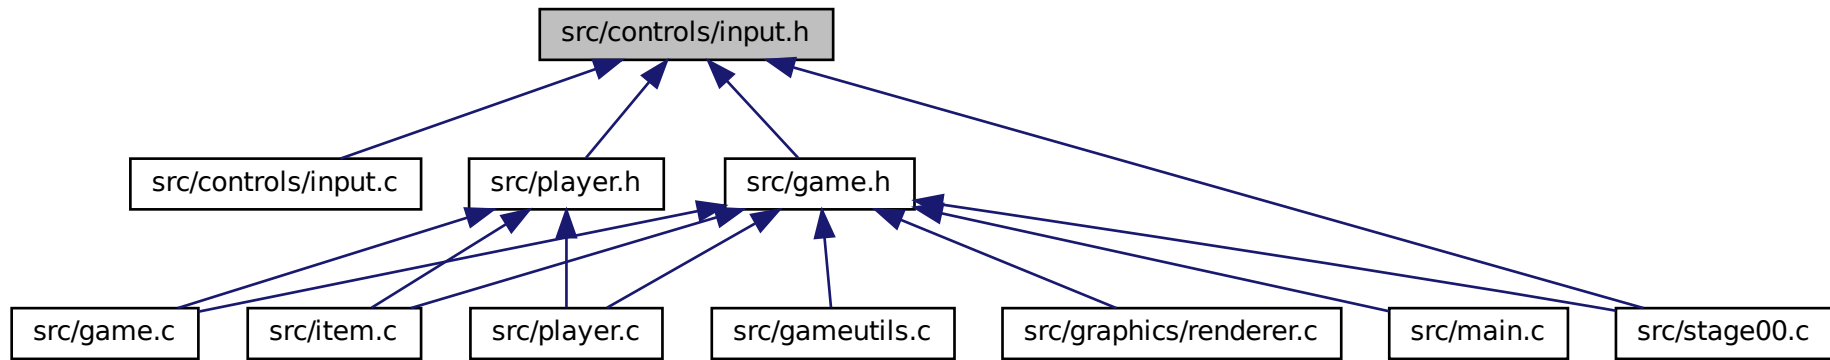 src/controls/input.h
src/controls/input.c
src/player.h
src/game.h
src/game.c
src/item.c
src/player.c
src/gameutils.c
src/graphics/renderer.c
src/main.c
src/stage00.c